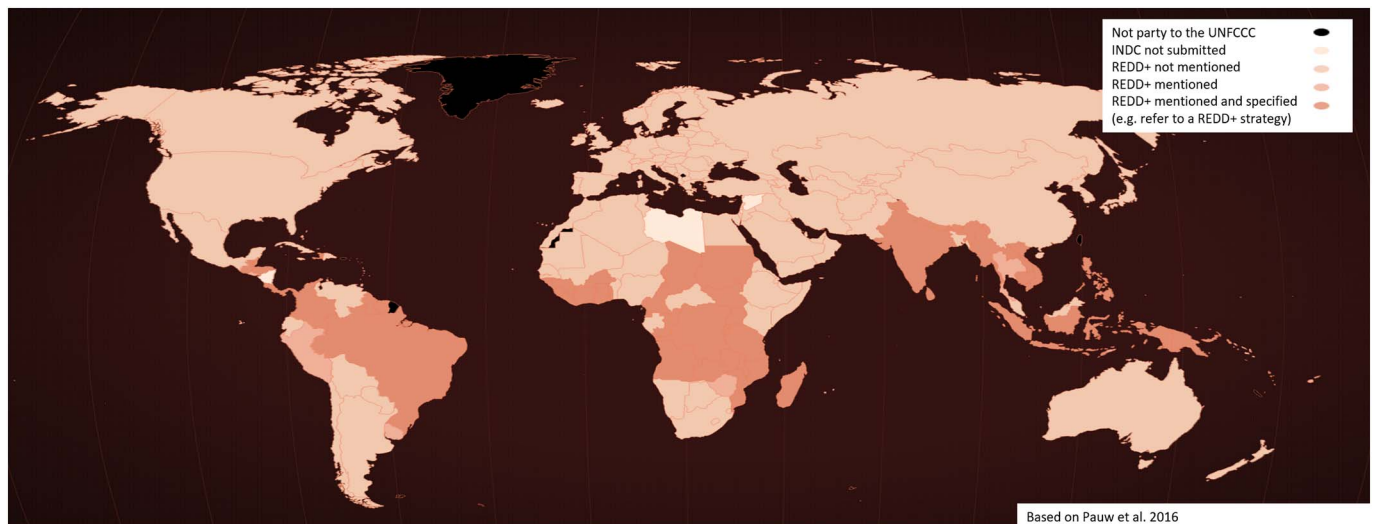 Not party to the UNFCCC
INDC not submitted
REDD+ not mentioned
REDD+ mentioned
REDD+ mentioned and specified
(e.g. refer to a REDD+ strategy)
Based on Pauw et al. 2016